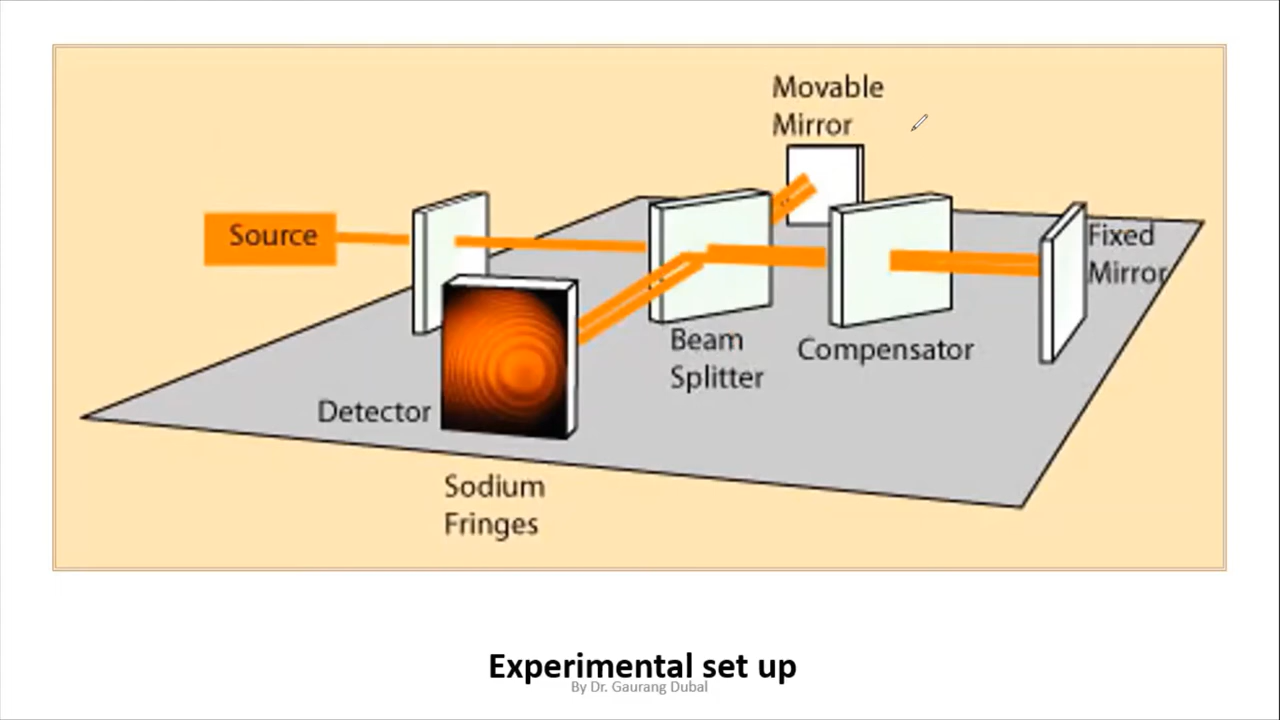 Movable
Mirror
Source
Fixed
Mirror
Beam
Splitter
Compensator
Detector
Sodium
Fringes
Experimental set up
By Dr. Gaurang Dubal